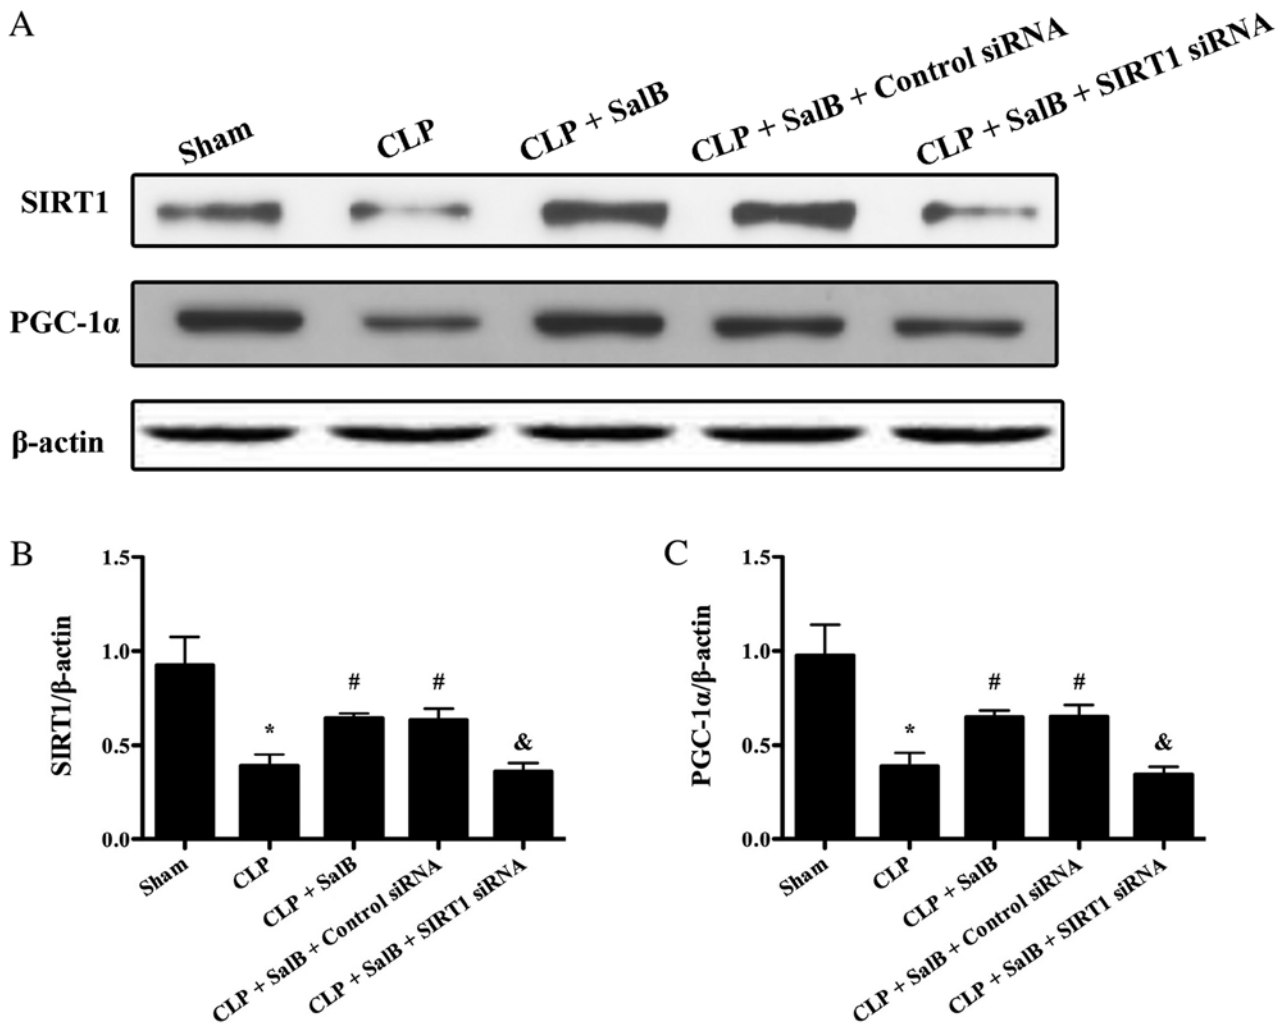 A
Sham
CLP
CLP + SalB
CLP + SalB + Control siRNA
CLP + SalB + SIRT1 siRNA
SIRT1
PGC-1α
β-actin
B
SIRT1/β-actin
1.5
1.0
0.5
0.0
*
#
#
&
Sham
CLP
CLP + SalB
CLP + SalB + Control siRNA
CLP + SalB + SIRT1 siRNA
C
PGC-1α/β-actin
1.5
1.0
0.5
0.0
*
#
#
&
Sham
CLP
CLP + SalB
CLP + SalB + Control siRNA
CLP + SalB + SIRT1 siRNA